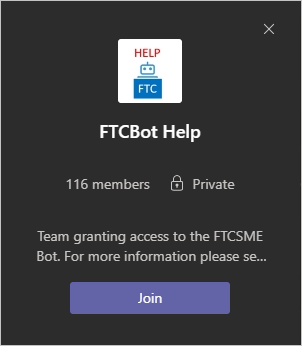 HELP
FTC
FTCBot Help
116 members Private
Team granting access to the FTCSME
Bot. For more information please se...
Join